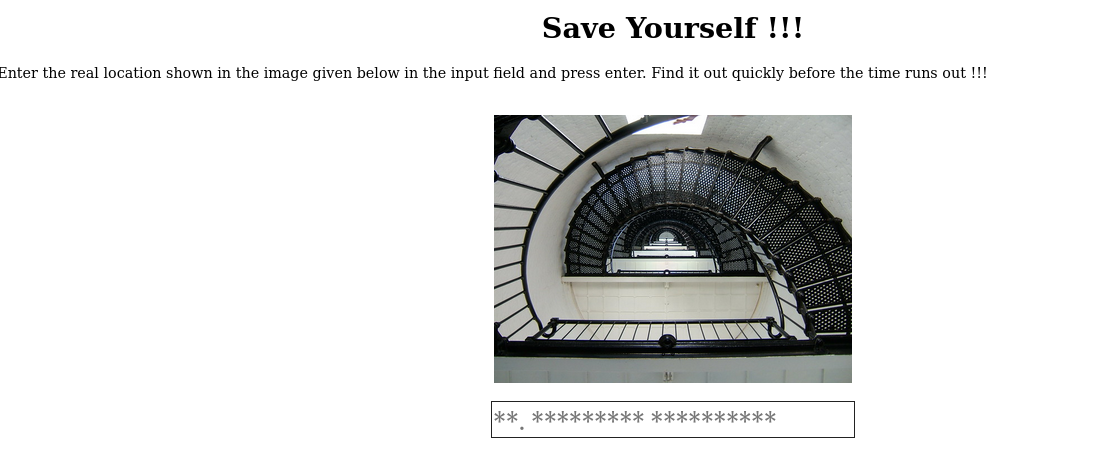 Save Yourself !!!
Enter the real location shown in the image given below in the input field and press enter. Find it out quickly before the time runs out !!!
**. ********* **********